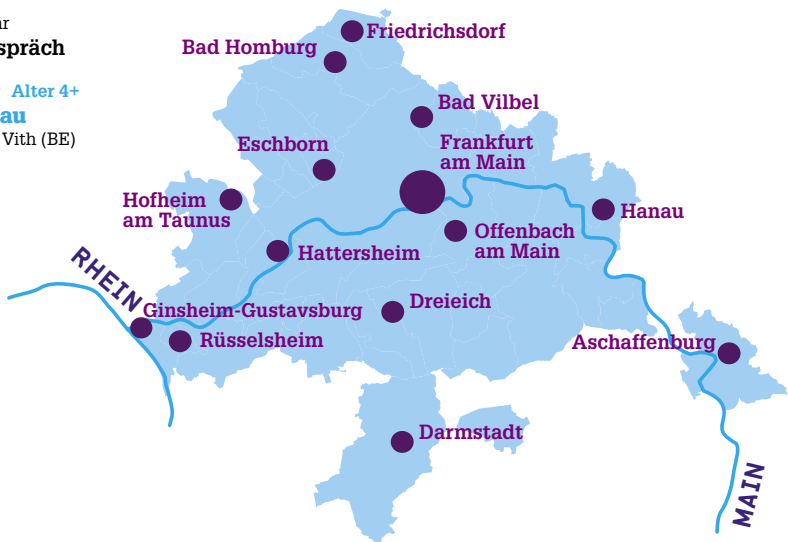 hr
spräch
Alter 4+
au
Vith (BE)
Friedrichsdorf
Bad Homburg
Bad Vilbel
Eschborn
Frankfurt
am Main
Hofheim
am Taunus
Hanau
Offenbach
am Main
Hattersheim
RHEIN
Ginsheim-Gustavsburg
Dreieich
Rüsselsheim
Aschaffenburg
Darmstadt
MAIN